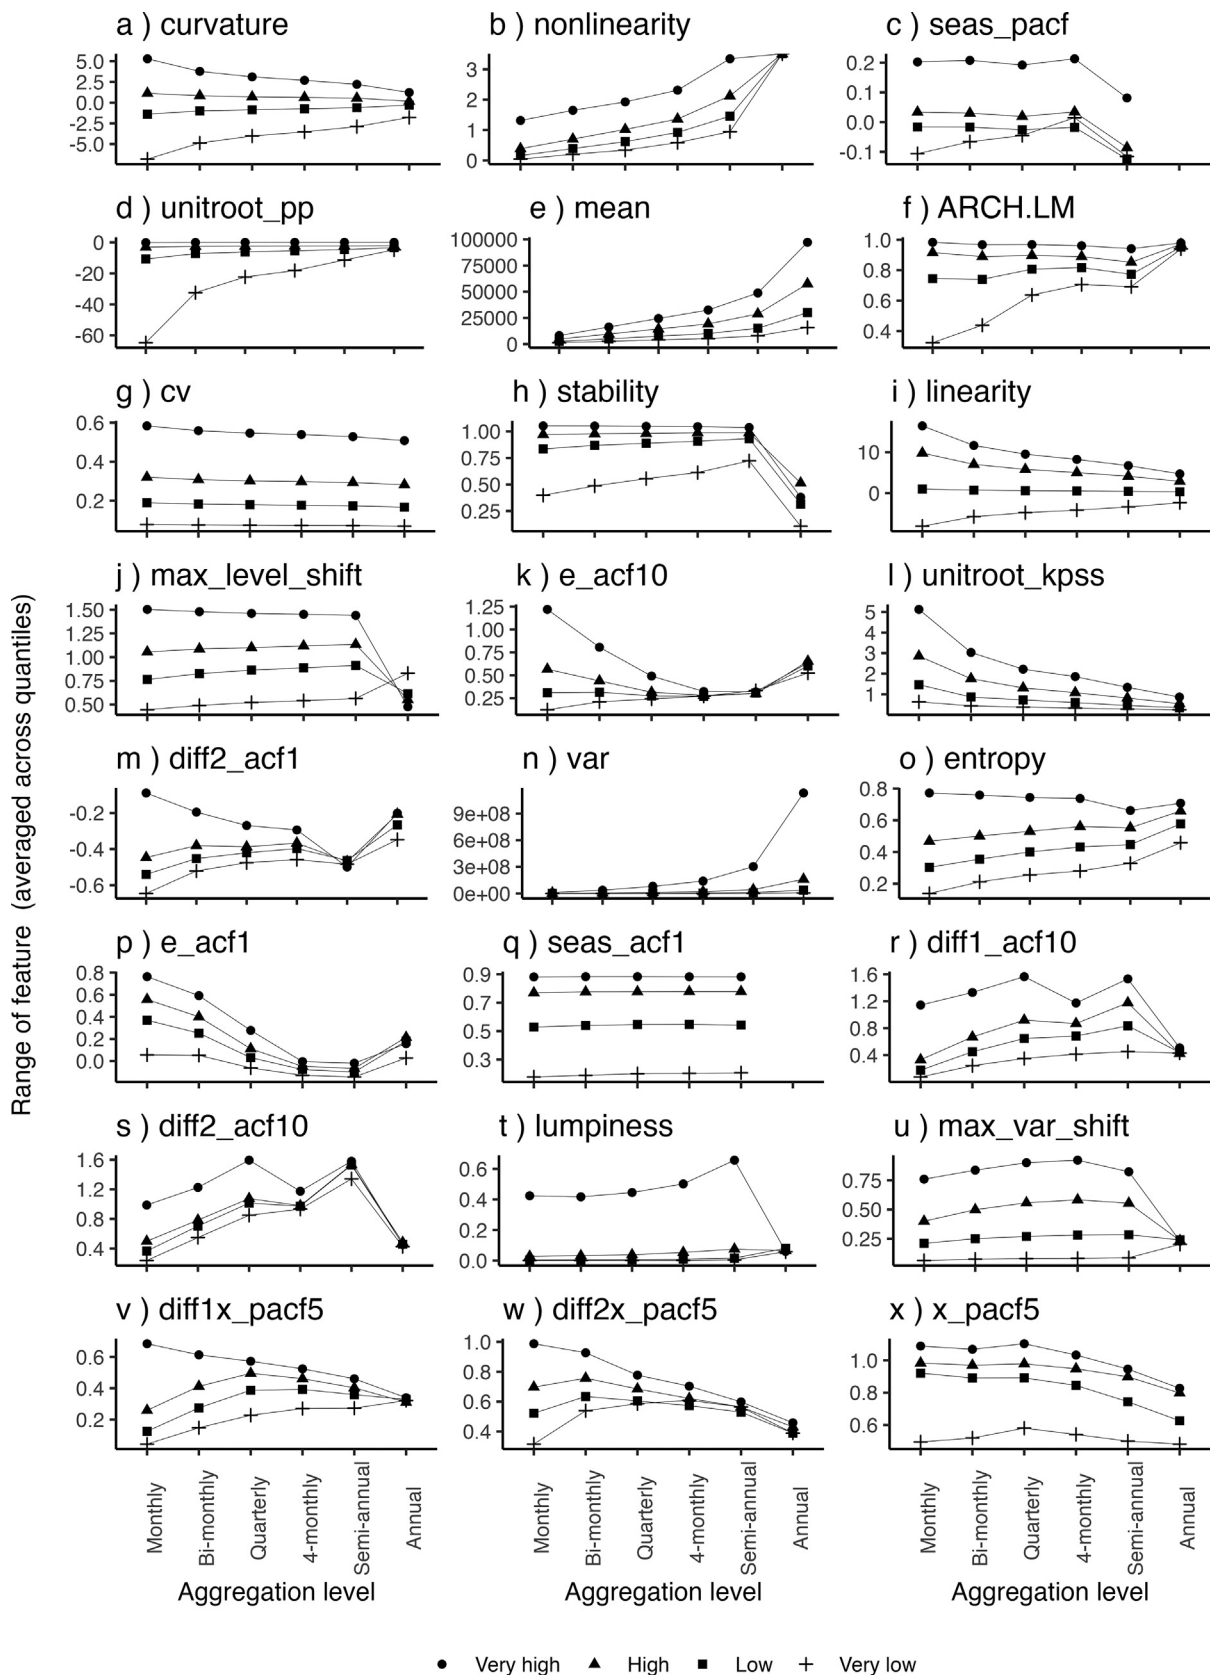 a ) curvature
5.0
2.5
0.0
-2.5
-5.0
b ) nonlinearity
3
2
1
0
c ) seas_pacf
0.2
0.1
0.0
-0.1
d ) unitroot_pp
0
-20
-40
-60
e ) mean
100000
75000
50000
25000
0
f ) ARCH.LM
1.0
0.8
0.6
0.4
g ) cv
0.6
0.4
0.2
h ) stability
1.00
0.75
0.50
0.25
i ) linearity
10
0
j ) max_level_shift
1.50
1.25
1.00
0.75
0.50
k ) e_acf10
1.25
1.00
0.75
0.50
0.25
l ) unitroot_kpss
5
4
3
2
1
m ) diff2_acf1
-0.2
-0.4
-0.6
n ) var
9e+08
6e+08
3e+08
0e+00
o ) entropy
0.8
0.6
0.4
0.2
p ) e_acf1
0.8
0.6
0.4
0.2
0.0
q ) seas_acf1
0.9
0.7
0.5
0.3
r ) diff1_acf10
1.6
1.2
0.8
0.4
s ) diff2_acf10
1.6
1.2
0.8
0.4
t ) lumpiness
0.6
0.4
0.2
0.0
u ) max_var_shift
0.75
0.50
0.25
v ) diff1x_pacf5
0.6
0.4
0.2
w ) diff2x_pacf5
1.0
0.8
0.6
0.4
x ) x_pacf5
1.0
0.8
0.6
Range of feature (averaged across quantiles)
Monthly
Bi-monthly
Quarterly
4-monthly
Semi-annual
Annual
Monthly
Bi-monthly
Quarterly
4-monthly
Semi-annual
Annual
Monthly
Bi-monthly
Quarterly
4-monthly
Semi-annual
Annual
Aggregation level
Aggregation level
Aggregation level
Very high High Low Very low